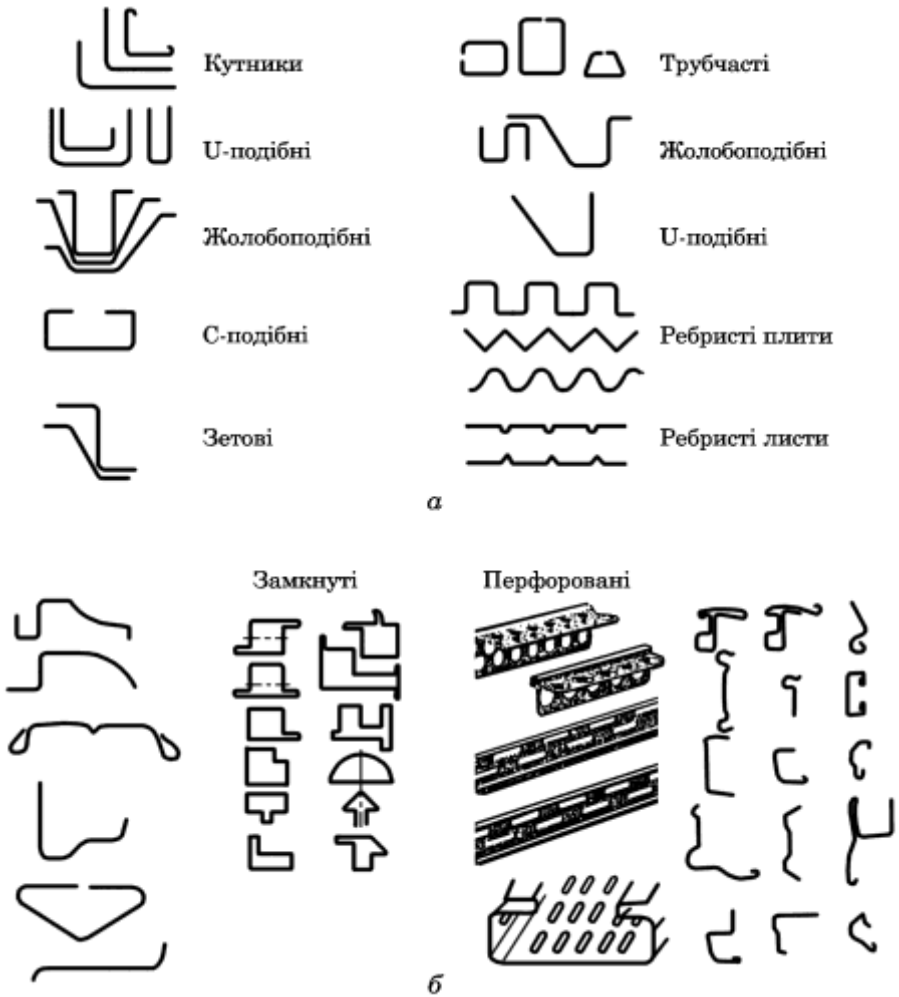 Кутники
Трубчасті
U-подібні
Жолобоподібні
Жолобоподібні
U-подібні
С-подібні
Ребристі плити
Зетові
Ребристі листи
а
Замкнуті
Перфоровані
б